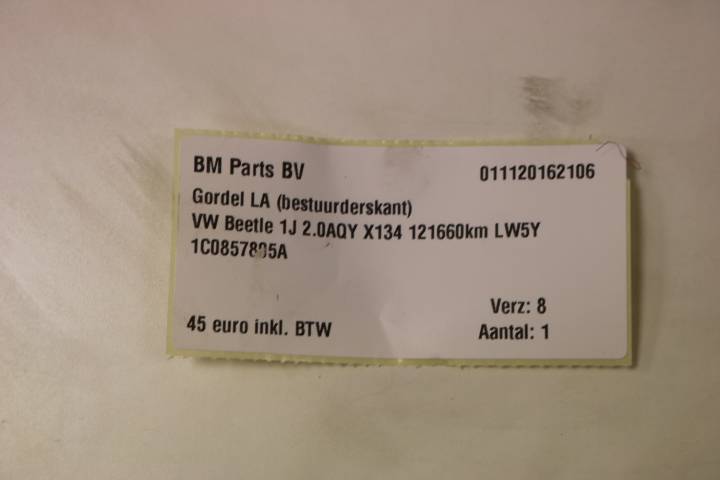 BM Parts BV 011120162106
Gordel LA (bestuurderskant)
VW Beetle 1J 2.0AQY X134 121660km LW5Y
1C0857805A
Verz: 8
45 euro inkl. BTW Aantal: 1